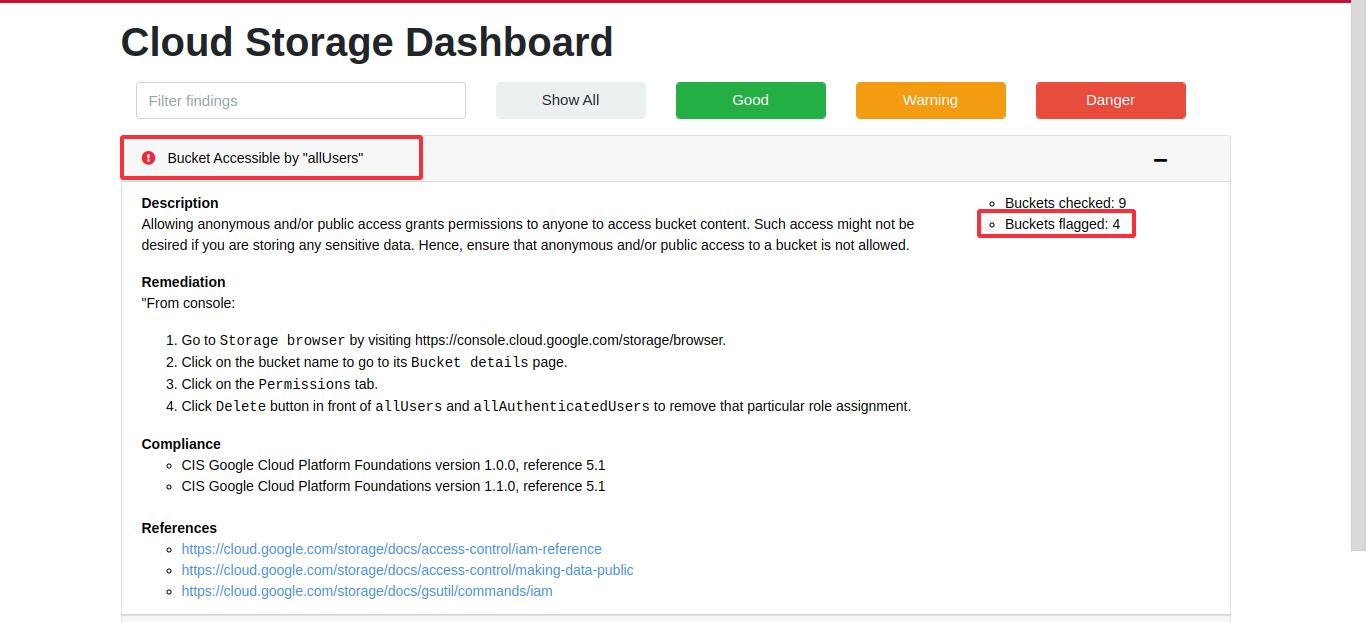 Cloud Storage Dashboard
Filter findings
Show All
Good
Warning
Danger
Bucket Accessible by "allUsers"
Description
Allowing anonymous and/or public access grants permissions to anyone to access bucket content. Such access might not be
desired if you are storing any sensitive data. Hence, ensure that anonymous and/or public access to a bucket is not allowed.
Buckets checked: 9
Buckets flagged: 4
Remediation
"From console:
1. Go to Storage browser by visiting https://console.cloud.google.com/storage/browser.
2. Click on the bucket name to go to its Bucket details page.
3. Click on the Permissions tab.
4. Click Delete button in front of allUsers and allAuthenticatedUsers to remove that particular role assignment.
Compliance
CIS Google Cloud Platform Foundations version 1.0.0, reference 5.1
CIS Google Cloud Platform Foundations version 1.1.0, reference 5.1
References
https://cloud.google.com/storage/docs/access-control/iam-reference
https://cloud.google.com/storage/docs/access-control/making-data-public
https://cloud.google.com/storage/docs/gsutil/commands/iam